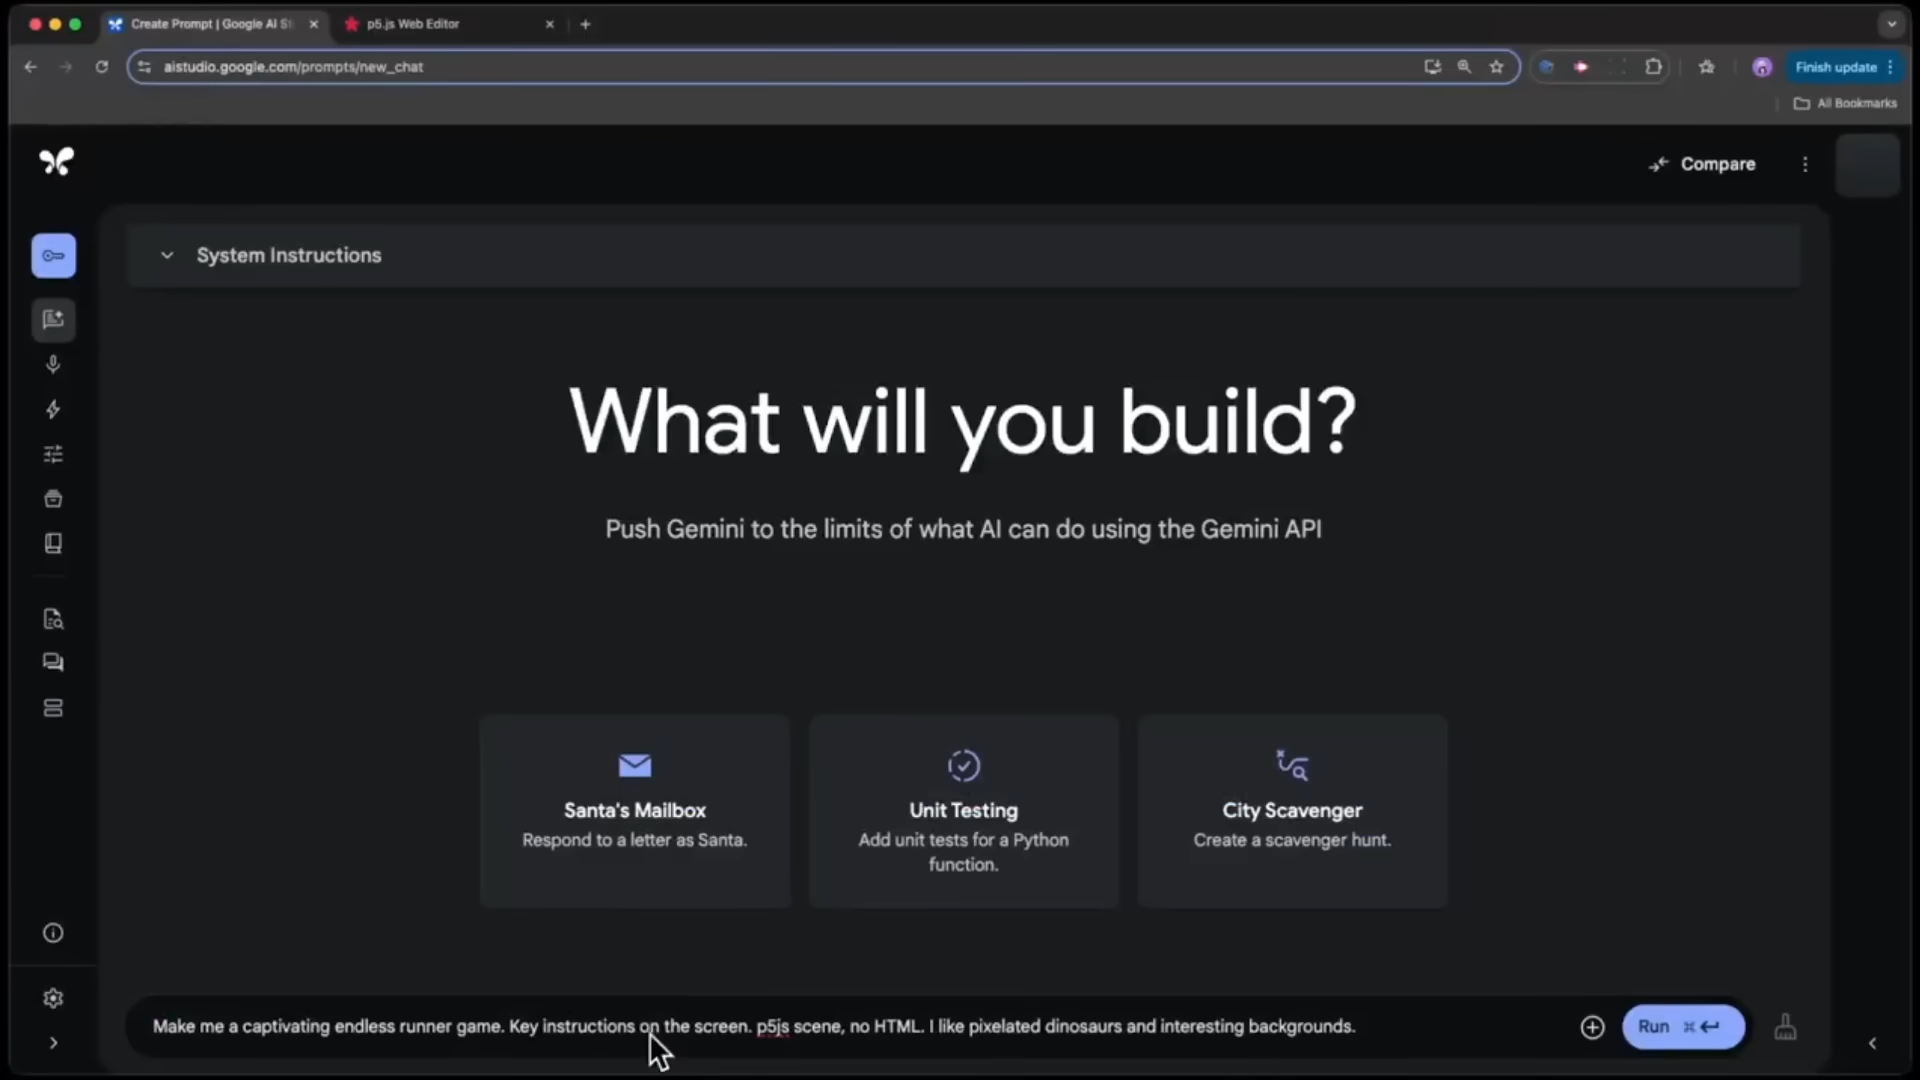 Create Prompt | Google AI St
p5.js Web Editor
aistudio.google.com/prompts/new_chat
Finish update
All Bookmarks
Compare
System Instructions
What will you build?
Push Gemini to the limits of what AI can do using the Gemini API
Santa's Mailbox
Respond to a letter as Santa.
Unit Testing
Add unit tests for a Python
function.
City Scavenger
Create a scavenger hunt.
Make me a captivating endless runner game. Key instructions on the screen. p5js scene, no HTML. I like pixelated dinosaurs and interesting backgrounds.
Run ⌘↵